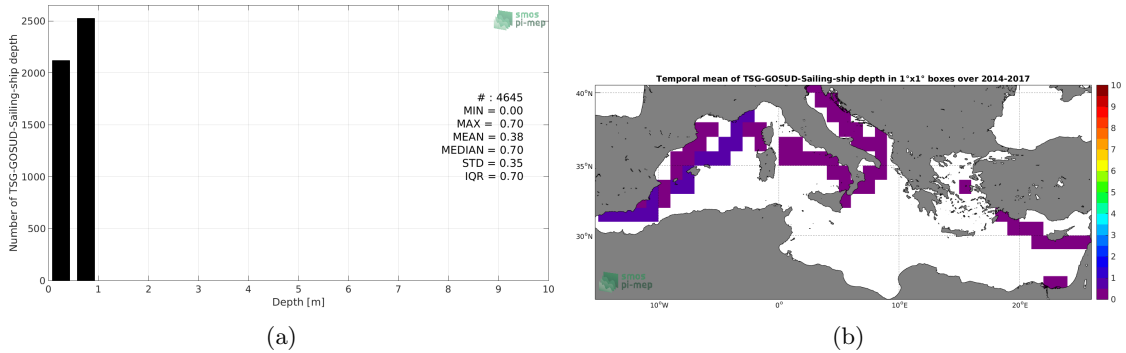 smos
pi-mep
Number of TSG-GOSUD-Sailing-ship depth
2500
2000
1500
1000
500
0
# : 4645
MIN = 0.00
MAX = 0.70
MEAN = 0.38
MEDIAN = 0.70
STD = 0.35
IQR = 0.70
0 1 2 3 4 5 6 7 8 9 10
Depth [m]
(a)
Temporal mean of TSG-GOSUD-Sailing-ship depth in 1°x1° boxes over 2014-2017
40°N
35°N
30°N
10°W 0° 10°E 20°E
smos
pi-mep
10
9
8
7
6
5
4
3
2
1
0
(b)